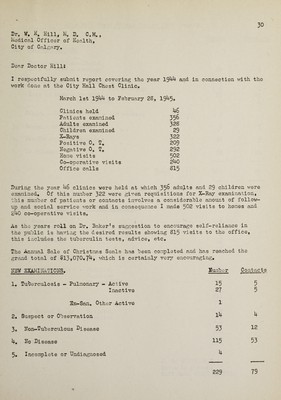 30
Dr. W. H. Hill, M. D. C.M.,
Medical Officer of Health,
City of Calgary.
Dear Doctor Hill:
I respectfully submit report covering the year 1944 and in connection with the
work done at the City Hall Chest Clinic.
March 1st 1944 to February 28, 1945.
Clinics held 46
Patients examined 356
Adults examined 328
Children examined 29
X-Rays 322
Positive O. T. 209
Negative O. T. 292
Home visits 502
Co-operative visits 240
Office calls 815
During the year 46 clinics were held at which 356 adults and 29 children were
examined. Of this number 322 were given requisitions for X-Ray examination,
this number of patients or contacts involves a considerable amount of follow-
up and social service work and in consequence I made 502 visits to homes and
240 co-operative visits.
As the years roll on Dr. Baker's suggestion to encourage self-reliance in
the public is having the desired results showing 815 visits to the office,
this includes the tuberculin tests, advice, etc.
The Annual Sale of Christmas Seals has been completed and has reached the
grand total of $13,070.74, which is certainly very encouraging.
NEW EXAMINATIONS. Number Contacts
1. Tuberculosis - Pulmonary - Active 15 5
Inactive 27 5
Non-Pum. Other Active 1
2. Suspect or Observation 14 4
3. Non-Tuberculous Disease 53 12
4. No Disease 115 53
5. Incomplete or Undiagnosed 4
229 79